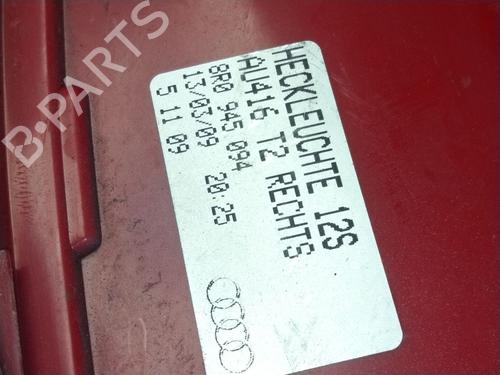 HECKLEUCHTE 12S
AU416 T2 RECHTS
8R0 945 094
13/03/09 20:25
5 11 09
B-PARTS